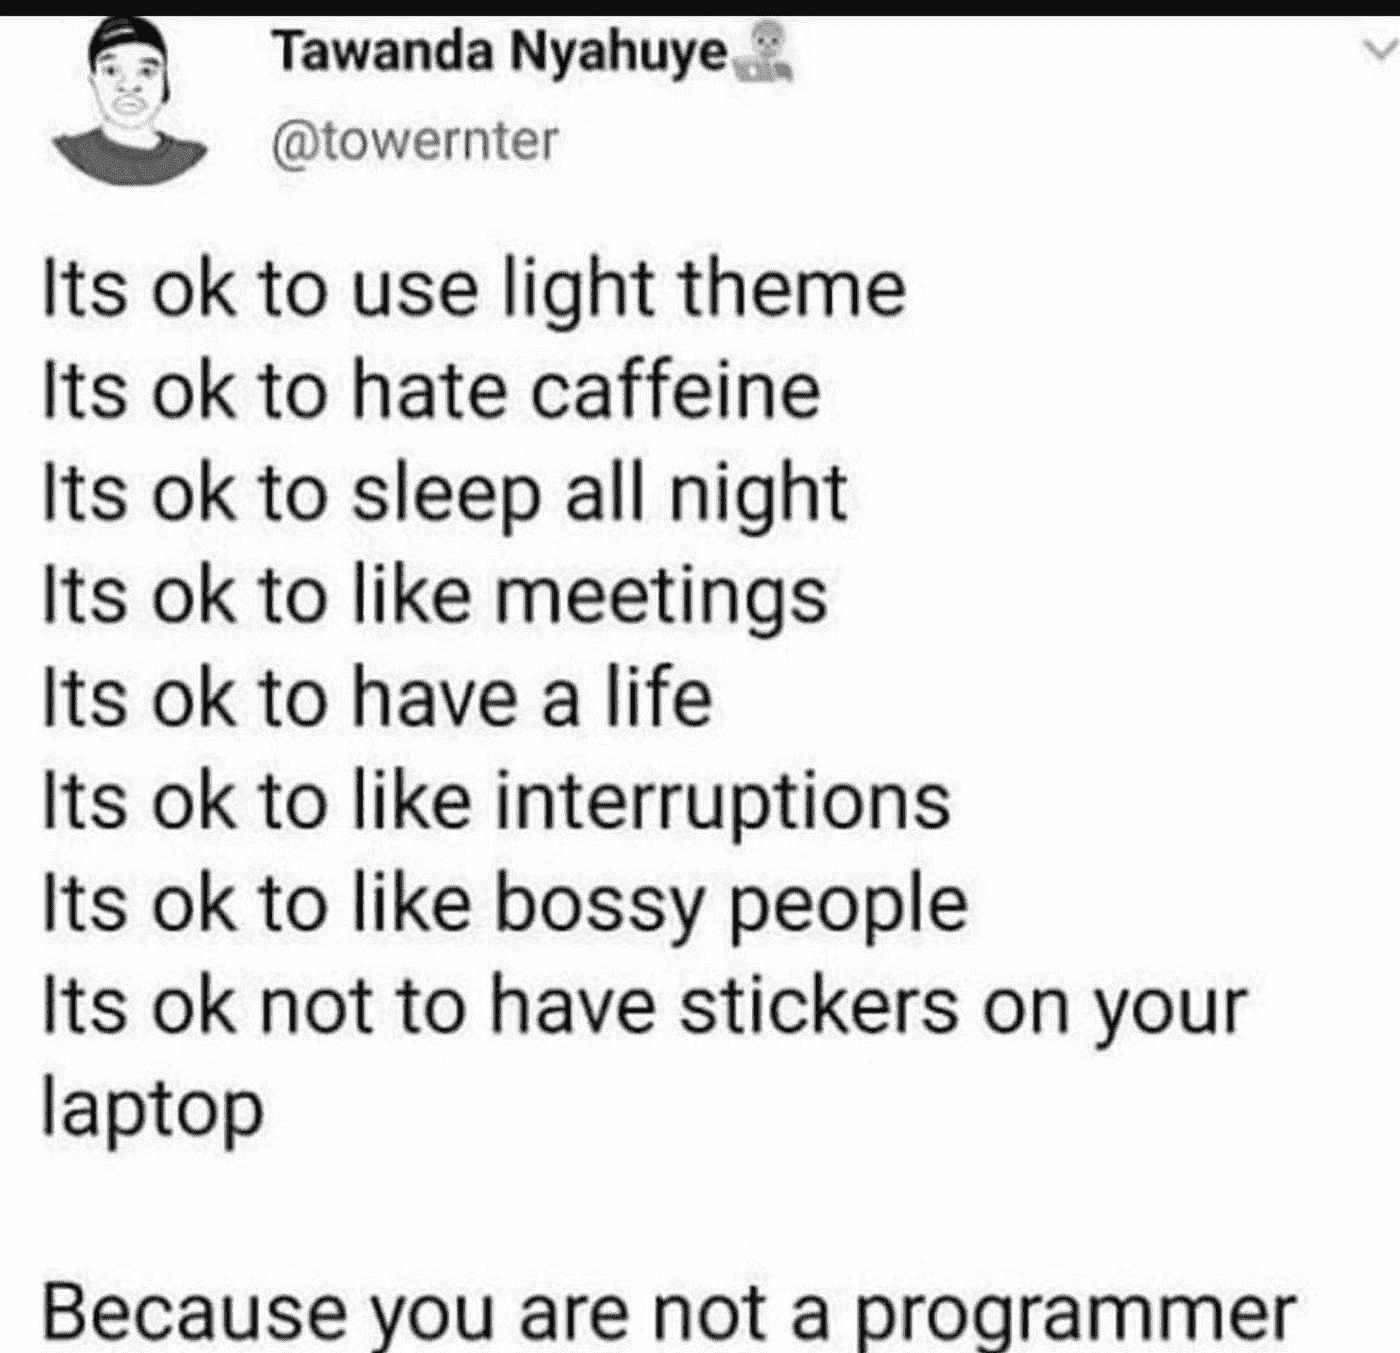 Tawanda Nyahuye
@towernter
Its ok to use light theme
Its ok to hate caffeine
Its ok to sleep all night
Its ok to like meetings
Its ok to have a life
Its ok to like interruptions
Its ok to like bossy people
Its ok not to have stickers on your
laptop
Because you are not a programmer